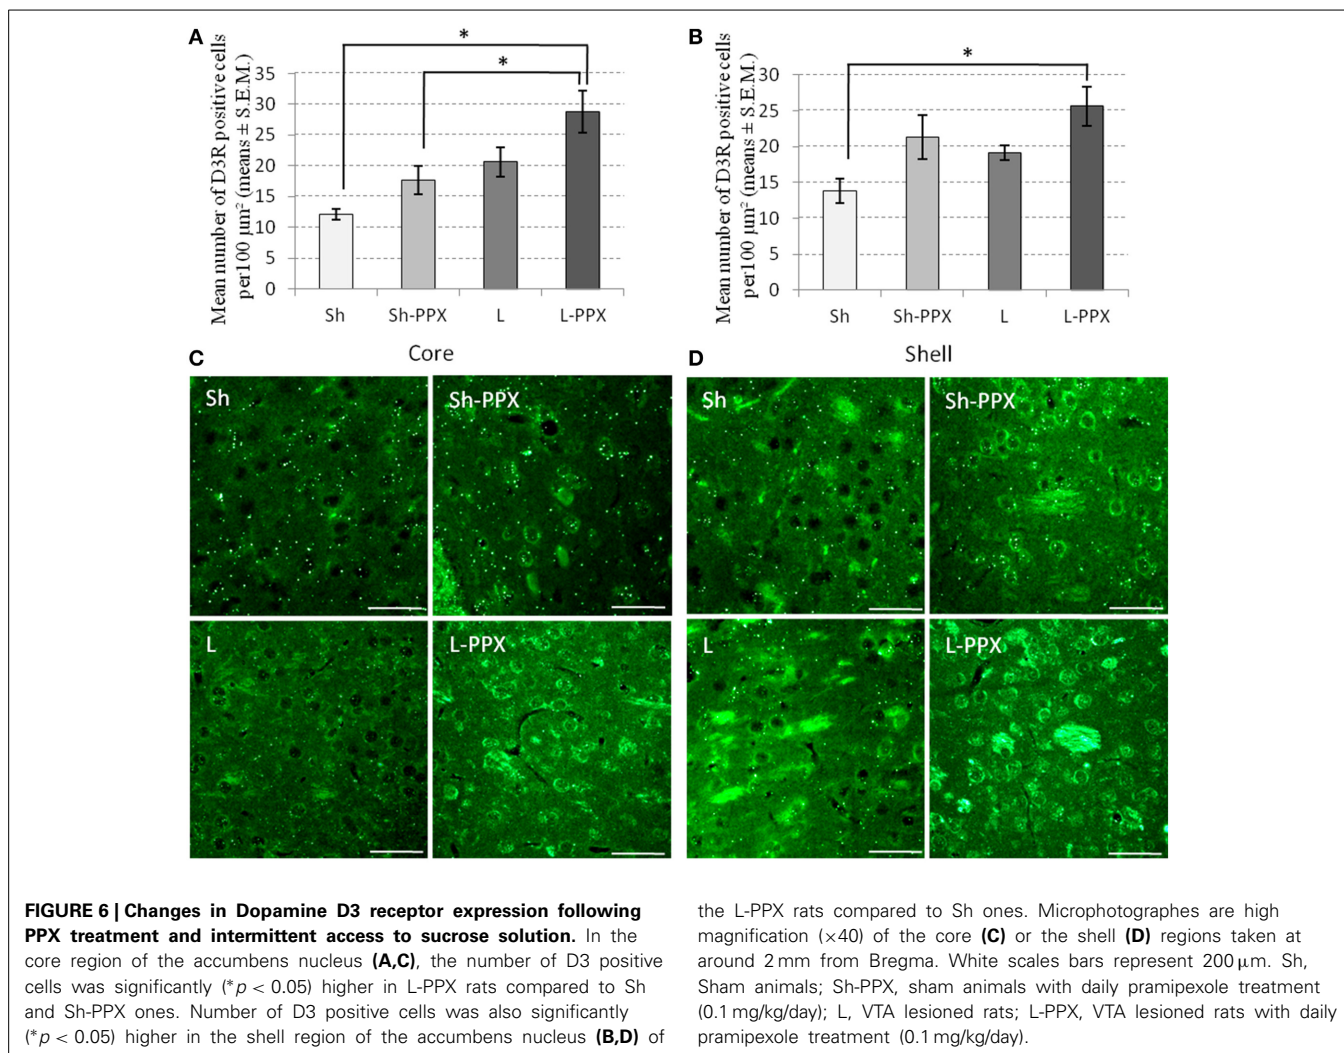 A
*
*
Mean number of D3R positive cells
per100 µm² (means ± S.E.M.)
35
30
25
20
15
10
5
0
Sh
Sh-PPX
L
L-PPX
B
*
Mean number of D3R positive cells
per100 µm² (means ± S.E.M.)
30
25
20
15
10
5
0
Sh
Sh-PPX
L
L-PPX
C
Core
Sh
Sh-PPX
L
L-PPX
D
Shell
Sh
Sh-PPX
L
L-PPX
FIGURE 6 | Changes in Dopamine D3 receptor expression following
PPX treatment and intermittent access to sucrose solution. In the
core region of the accumbens nucleus (A,C), the number of D3 positive
cells was significantly (*p < 0.05) higher in L-PPX rats compared to Sh
and Sh-PPX ones. Number of D3 positive cells was also significantly
(*p < 0.05) higher in the shell region of the accumbens nucleus (B,D) of
the L-PPX rats compared to Sh ones. Microphotographes are high
magnification (×40) of the core (C) or the shell (D) regions taken at
around 2 mm from Bregma. White scales bars represent 200 µm. Sh,
Sham animals; Sh-PPX, sham animals with daily pramipexole treatment
(0.1 mg/kg/day); L, VTA lesioned rats; L-PPX, VTA lesioned rats with daily
pramipexole treatment (0.1 mg/kg/day).